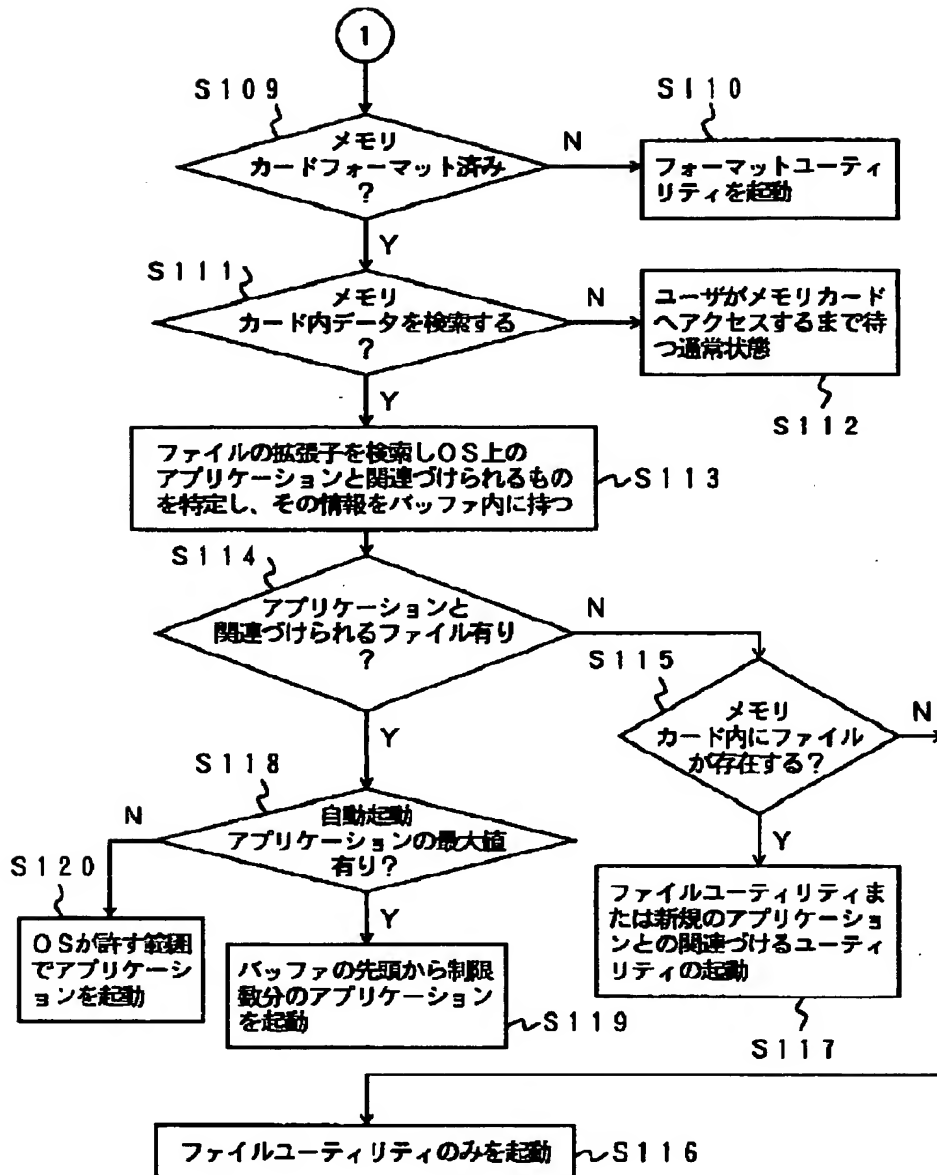 1
S109
メモリ
カードフォーマット済み
?
N
S110
フォーマットユーティ
リティを起動
Y
S111
メモリ
カード内データを検索する
?
N
ユーザがメモリカード
へアクセスするまで待
つ通常状態
S112
Y
ファイルの拡張子を検索しOS上の
アプリケーションと関連づけられるもの
を特定し、その情報をバッファ内に持つ
S113
S114
アプリケーションと
関連づけられるファイル有り
?
N
S115
メモリ
カード内にファイル
が存在する?
N
Y
S118
自動起動
アプリケーションの最大値
有り?
N
S120
OSが許す範囲
でアプリケーシ
ョンを起動
Y
バッファの先頭から制限
数分のアプリケーション
を起動
S119
Y
ファイルユーティリティま
たは新規のアプリケーショ
ンとの関連づけるユーティ
リティの起動
S117
ファイルユーティリティのみを起動
S116